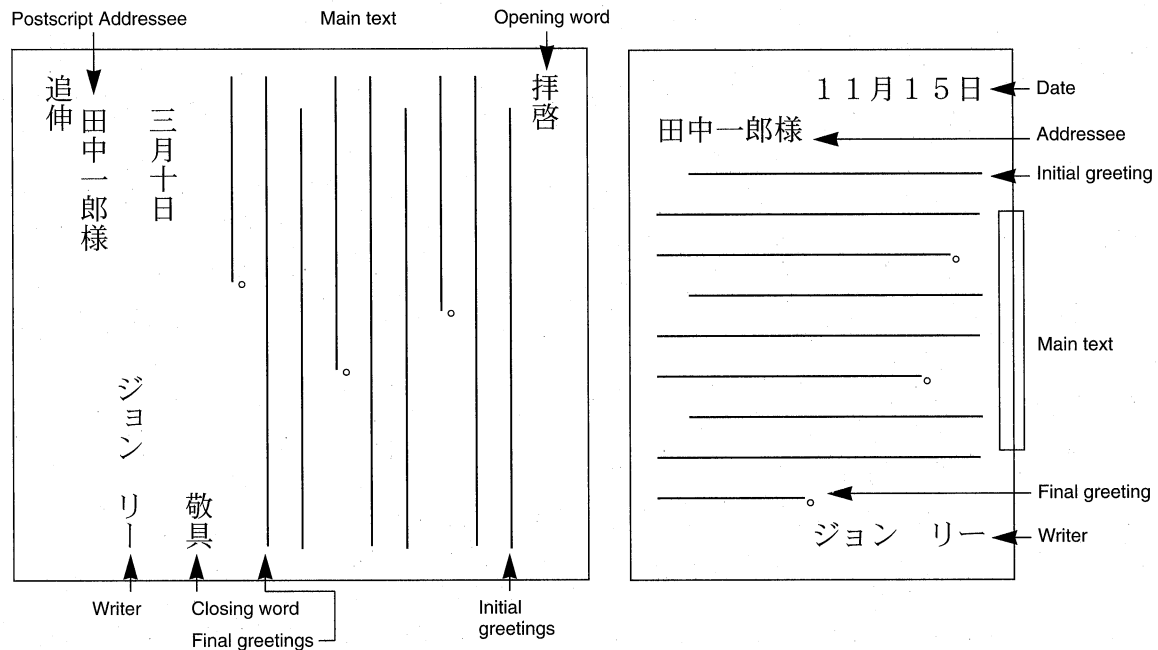 Postscript Addressee
Main text
Opening word
拝啓
敬具
三月十日
ジョン リー
田中一郎様
追伸
Writer
Closing word
Final greetings
Initial
greetings
11月15日
Date
田中一郎様
Addressee
Initial greeting
Main text
Final greeting
ジョン リー
Writer